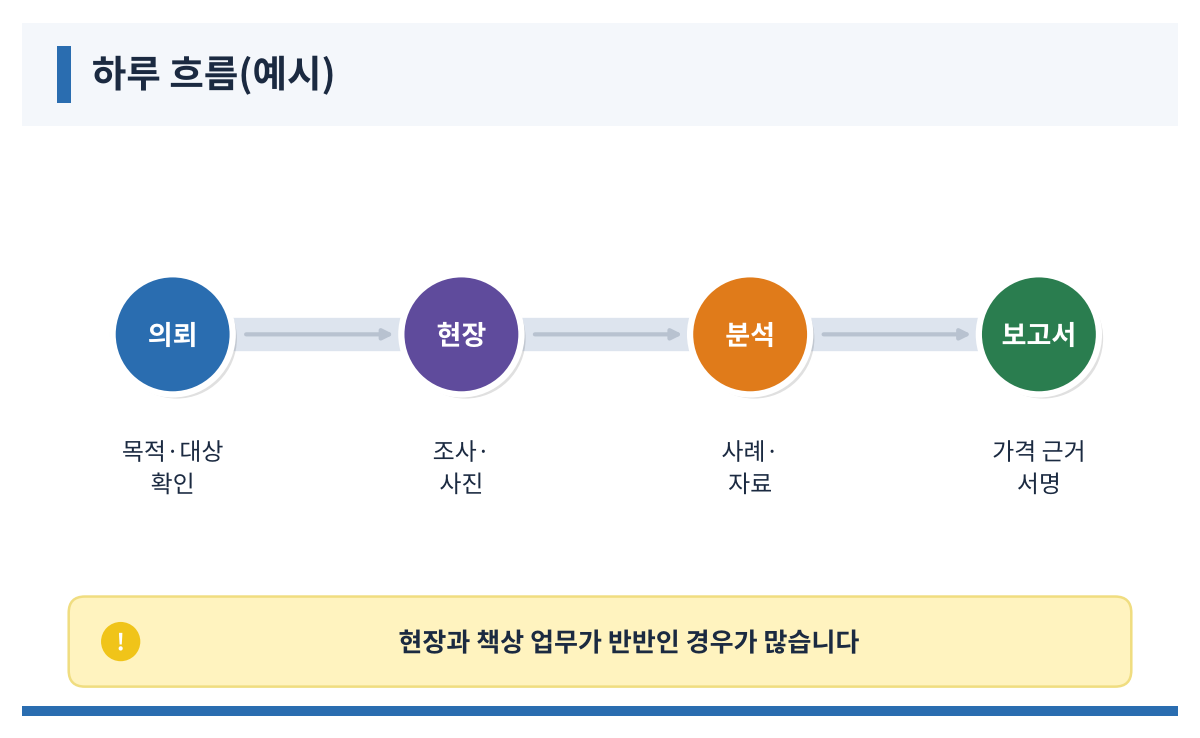 하루 흐름(예시)
의뢰
현장
분석
보고서
목적·대상
확인
조사·
사진
사례·
자료
가격 근거
서명
!
현장과 책상 업무가 반반인 경우가 많습니다